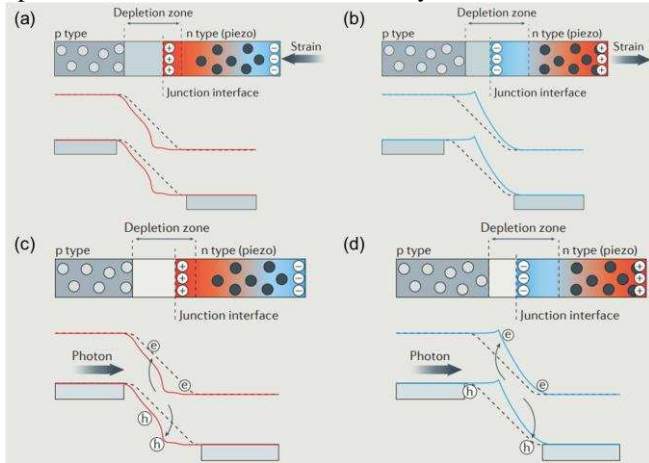 (a)
Depletion zone
p type
n type (piezo)
+
+
+
−
−
−
Strain
Junction interface
(b)
Depletion zone
p type
n type (piezo)
−
−
−
+
+
+
Strain
Junction interface
(c)
Depletion zone
p type
n type (piezo)
+
+
+
−
−
−
Junction interface
Photon
e
e
h
h
(d)
Depletion zone
p type
n type (piezo)
−
−
−
+
+
+
Junction interface
Photon
e
e
h
h